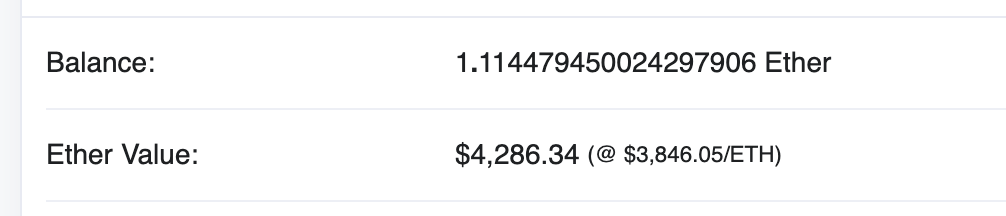 Balance: 1.114479450024297906 Ether
Ether Value: $4,286.34 (@ $3,846.05/ETH)